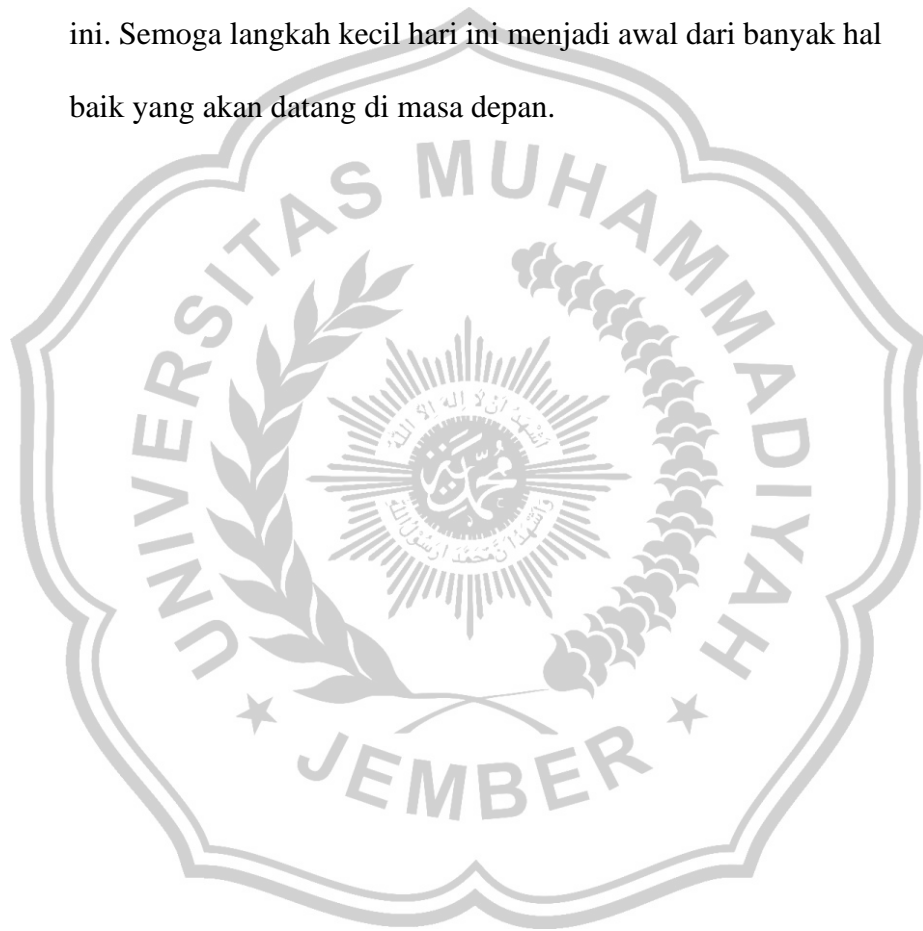 ini. Semoga langkah kecil hari ini menjadi awal dari banyak hal
baik yang akan datang di masa depan.
UNIVERSITAS MUHAMMADIYAH
JEMBER